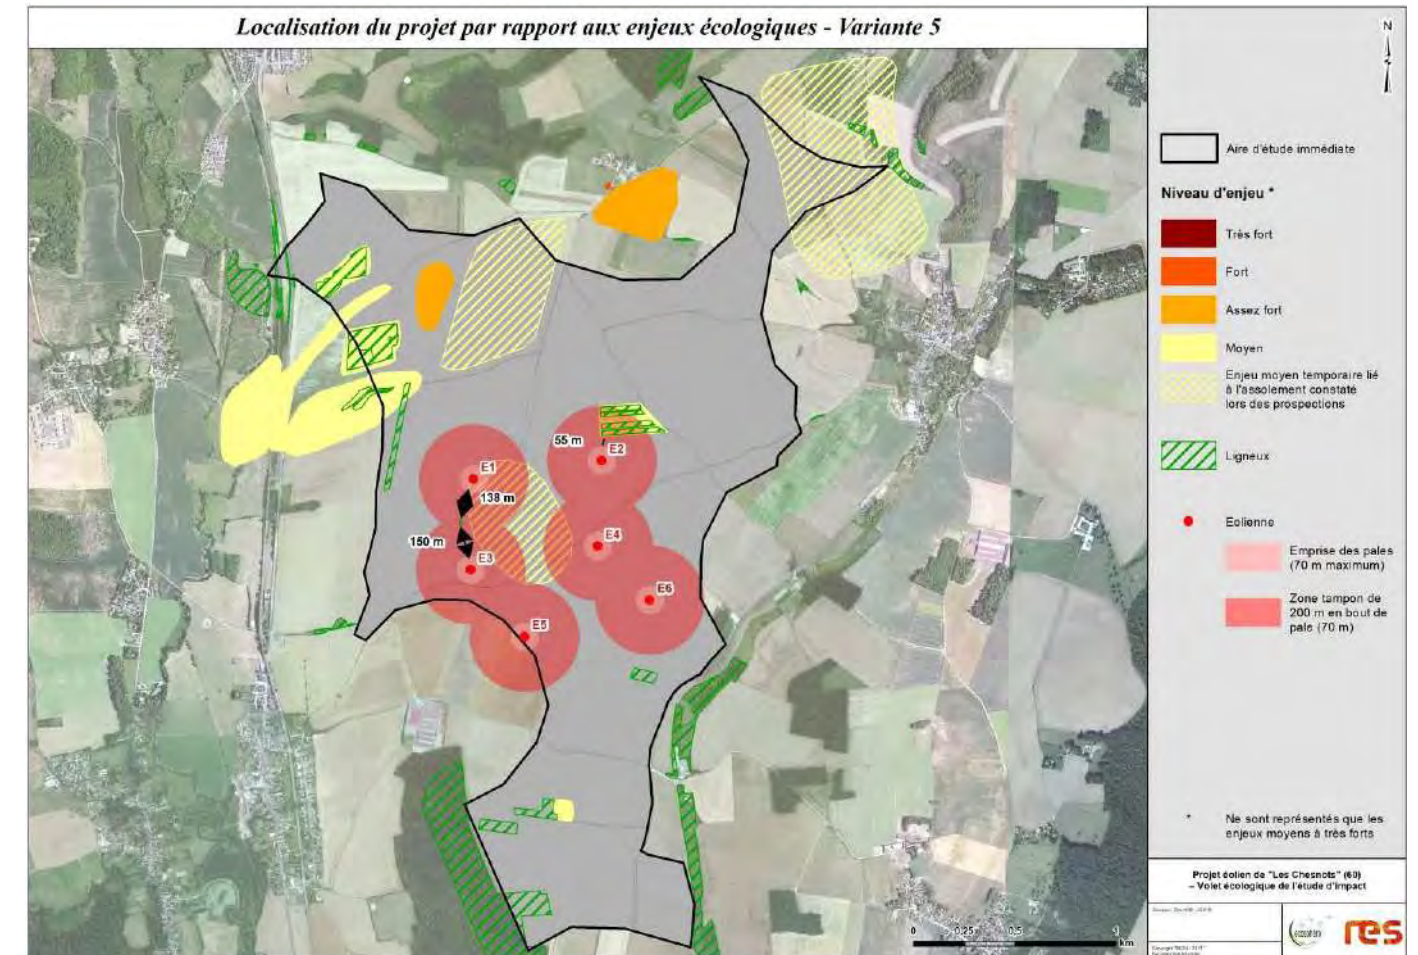 Localisation du projet par rapport aux enjeux écologiques - Variante 5
N
Aire d'étude immédiate
Niveau d'enjeu *
Très fort
Fort
Assez fort
Moyen
Enjeu moyen temporaire lié
à l'assolement constaté
lors des prospections
Ligneux
Eolienne
Emprise des pales
(70 m maximum)
Zone tampon de
200 m en bout de
pale (70 m)
* Ne sont représentés que les
enjeux moyens à très forts
Projet éolien de "Les Chesnots" (60)
– Volet écologique de l'étude d'impact
ecosphère
res
55 m
E2
E1
138 m
150 m
E4
E3
E6
E5
0 0,25 0,5 1
km